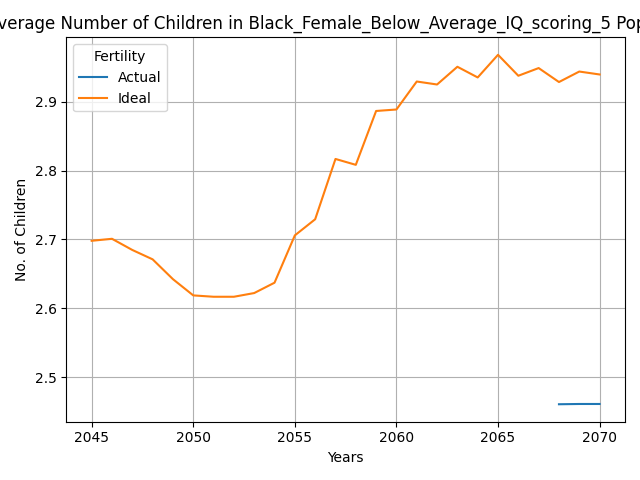 verage Number of Children in Black_Female_Below_Average_IQ_scoring_5 Pop
Fertility
Actual
Ideal
No. of Children
2.9
2.8
2.7
2.6
2.5
2045 2050 2055 2060 2065 2070
Years